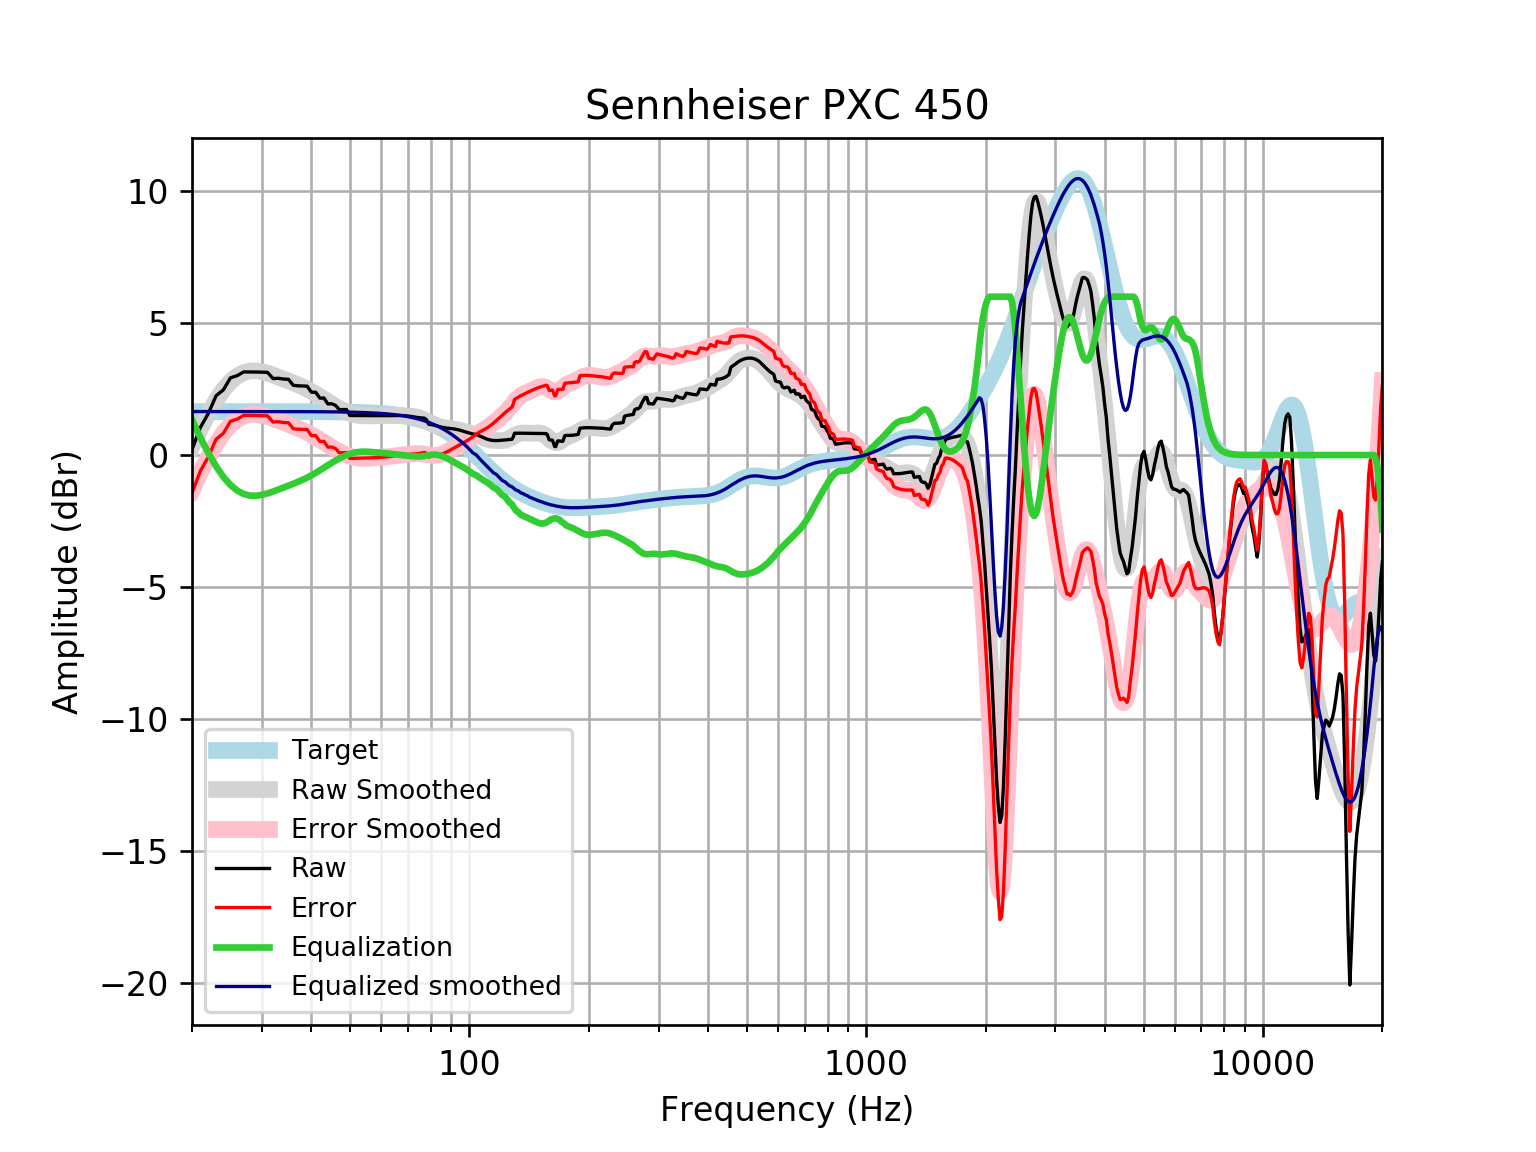 Sennheiser PXC 450
Amplitude (dBr)
10
5
0
−5
−10
−15
−20
Target
Raw Smoothed
Error Smoothed
Raw
Error
Equalization
Equalized smoothed
100
1000
10000
Frequency (Hz)